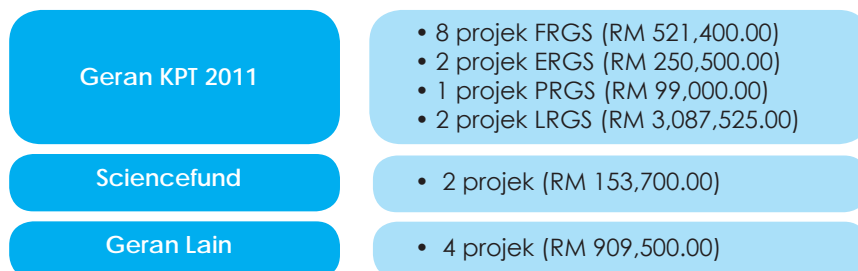 Geran KPT 2011
• 8 projek FRGS (RM 521,400.00)
• 2 projek ERGS (RM 250,500.00)
• 1 projek PRGS (RM 99,000.00)
• 2 projek LRGS (RM 3,087,525.00)
Sciencefund
• 2 projek (RM 153,700.00)
Geran Lain
• 4 projek (RM 909,500.00)